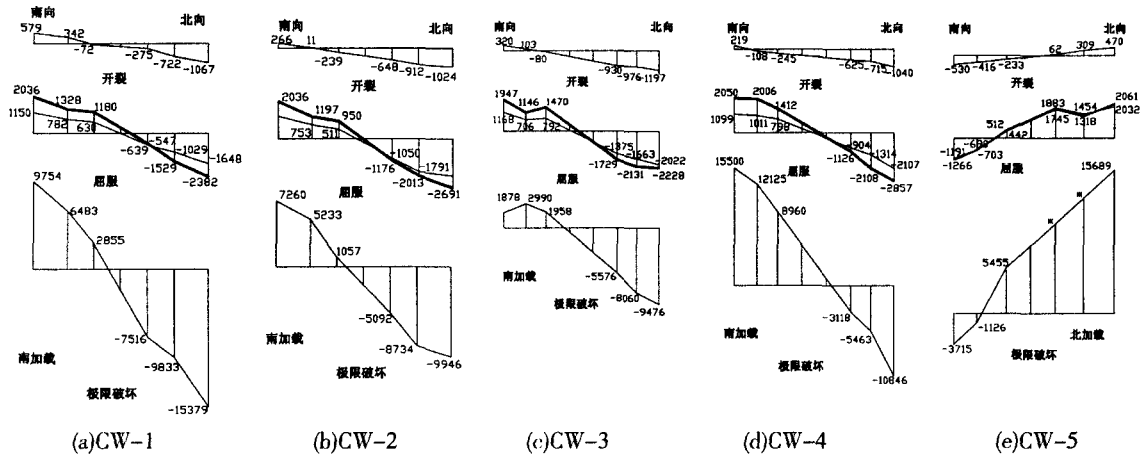 南向 北向
579 342 -72 -275 -722 -1067
开裂
2036 1328 1180
1150 782 630 -547 -1029 -1648
-639 -1529 -2382
屈服
9754 6483 2855 -7516 -9833 -15379
南加载
极限破坏
(a)CW-1
南向 北向
266 11 -239 -648 -912 -1024
开裂
2036 1197 950
753 511 -1050 -1791
-1176 -2013 -2691
屈服
7260 5233 1057 -5092 -8734 -9946
南加载
极限破坏
(b)CW-2
南向 北向
320 103 -80 -930 -976 -1197
开裂
1947 1146 1470
1168 706 792 -1375 -1663 -2022
-1729 -2131 -2228
屈服
1878 2990 1958 -5576 -8060 -9476
南加载
极限破坏
(c)CW-3
南向 北向
219 -108 -245 -625 -715 -1040
开裂
2050 2006 1412
1099 1011 798 -904 -1314 -2107
-1126 -2108 -2857
屈服
15500 12125 8960 -3118 -5463 -10846
南加载
极限破坏
(d)CW-4
南向 北向
-530 -416 -233 62 309 470
开裂
512 1883 1454 2061
-1191 1442 1745 1318 2032
-1266 -703
屈服
-3715 -1126 5455 15689
北加载
极限破坏
(e)CW-5